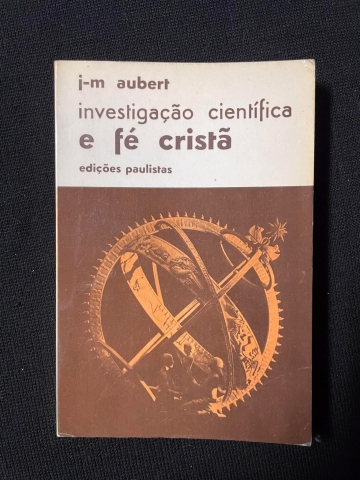 j-m aubert
investigação científica
e fé cristã
edições paulistas